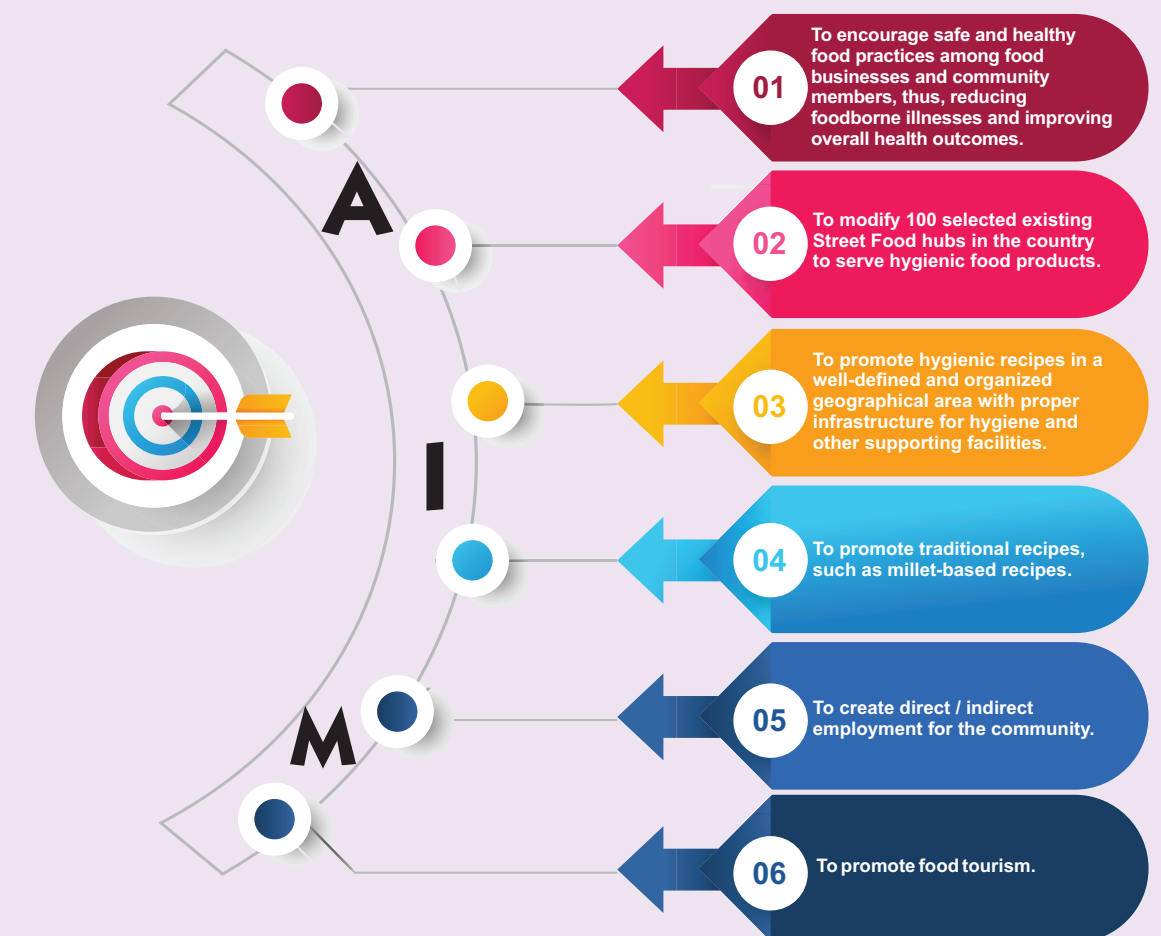 A
I
M
01
To encourage safe and healthy
food practices among food
businesses and community
members, thus, reducing
foodborne illnesses and improving
overall health outcomes.
02
To modify 100 selected existing
Street Food hubs in the country
to serve hygienic food products.
03
To promote hygienic recipes in a
well-defined and organized
geographical area with proper
infrastructure for hygiene and
other supporting facilities.
04
To promote traditional recipes,
such as millet-based recipes.
05
To create direct / indirect
employment for the community.
06
To promote food tourism.